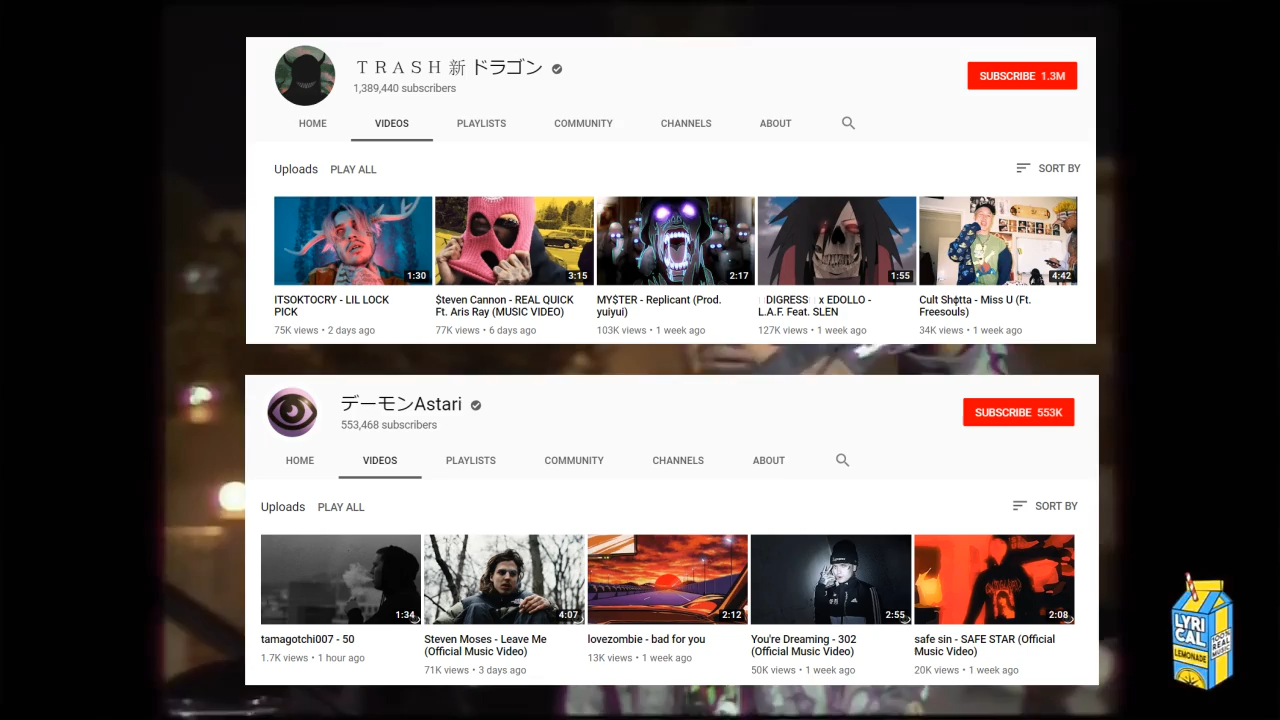 ＴＲＡＳＨ 新 ドラゴン
1,389,440 subscribers
SUBSCRIBE 1.3M
HOME VIDEOS PLAYLISTS COMMUNITY CHANNELS ABOUT
Uploads PLAY ALL SORT BY
1:30 3:15 2:17 1:55 4:42
ITSOKTOCRY - LIL LOCK
PICK
75K views • 2 days ago
$teven Cannon - REAL QUICK
Ft. Aris Ray (MUSIC VIDEO)
77K views • 6 days ago
MY$TER - Replicant (Prod.
yuiyui)
103K views • 1 week ago
DIGRESS x EDOLLO -
L.A.F. Feat. SLEN
127K views • 1 week ago
Cult Shφtta - Miss U (Ft.
Freesouls)
34K views • 1 week ago
デーモンAstari
553,468 subscribers
SUBSCRIBE 553K
HOME VIDEOS PLAYLISTS COMMUNITY CHANNELS ABOUT
Uploads PLAY ALL SORT BY
1:34 4:07 2:12 2:55 2:08
tamagotchi007 - 50
1.7K views • 1 hour ago
Steven Moses - Leave Me
(Official Music Video)
71K views • 3 days ago
lovezombie - bad for you
13K views • 1 week ago
You're Dreaming - 302
(Official Music Video)
50K views • 1 week ago
safe sin - SAFE STAR (Official
Music Video)
20K views • 1 week ago
LYRI
CAL
LEMONADE
100%
REAL
MUSIC